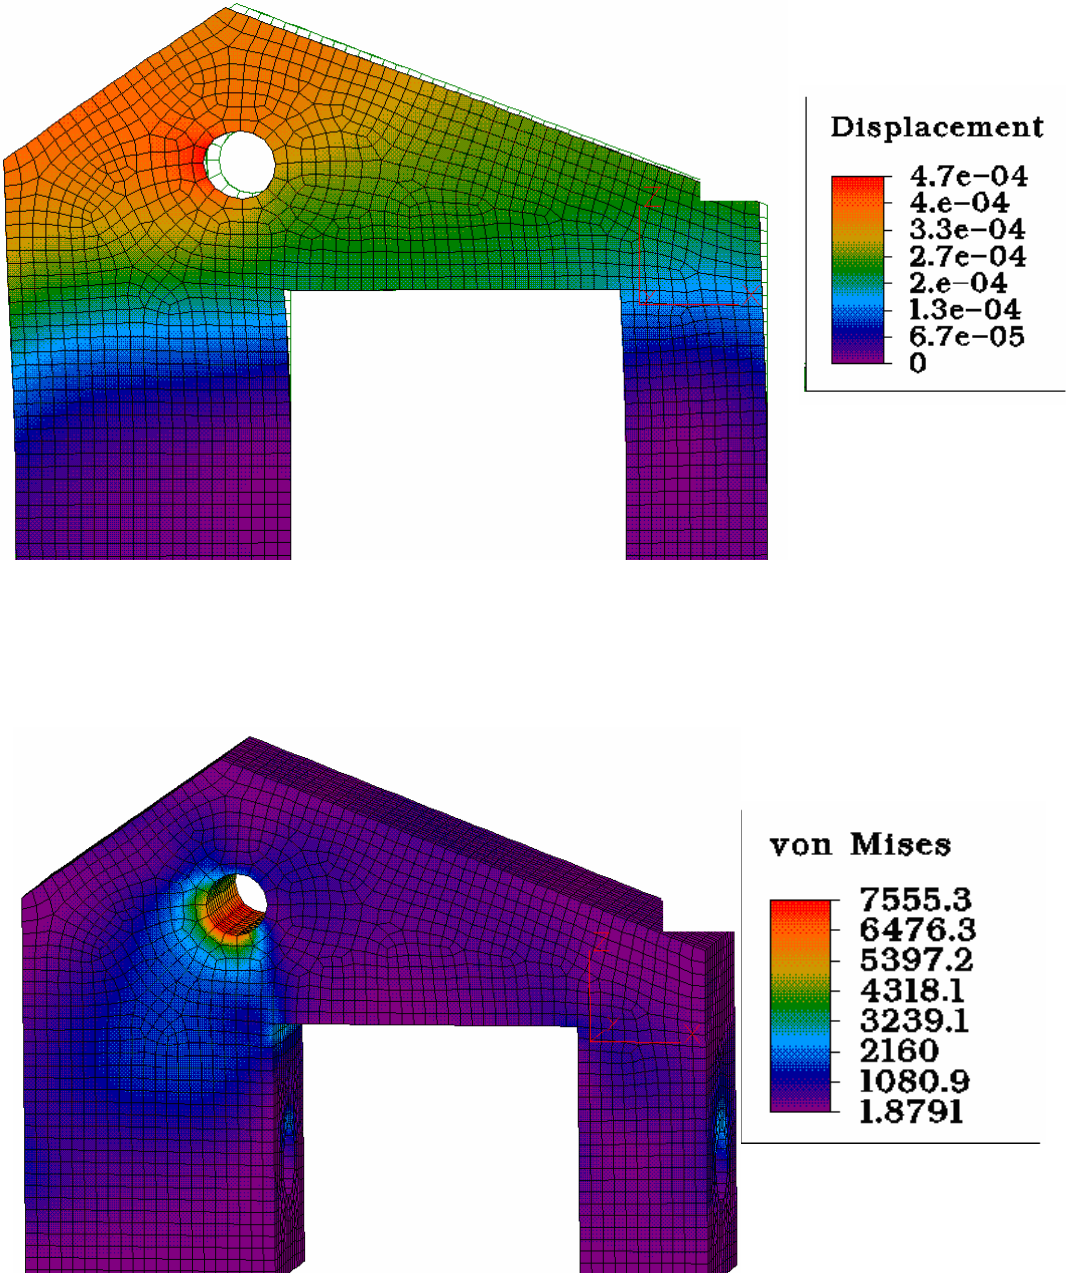 Displacement
4.7e-04
4.e-04
3.3e-04
2.7e-04
2.e-04
1.3e-04
6.7e-05
0
Z
X
von Mises
7555.3
6476.3
5397.2
4318.1
3239.1
2160
1080.9
1.8791
Z
X